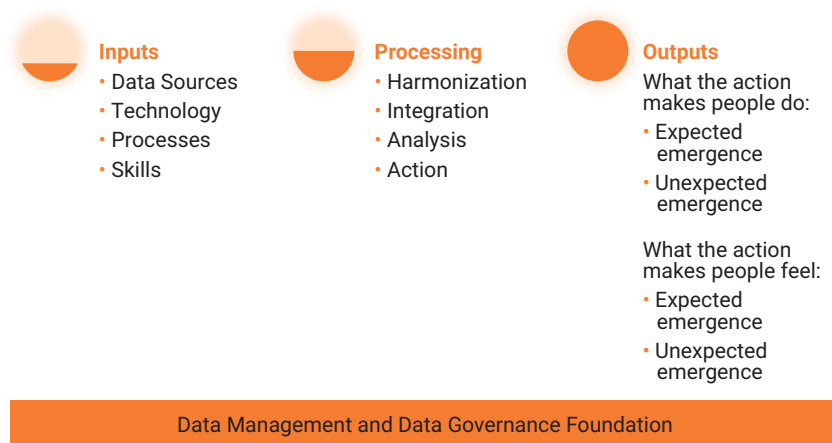 Inputs
• Data Sources
• Technology
• Processes
• Skills
Processing
• Harmonization
• Integration
• Analysis
• Action
Outputs
What the action
makes people do:
• Expected
emergence
• Unexpected
emergence
What the action
makes people feel:
• Expected
emergence
• Unexpected
emergence
Data Management and Data Governance Foundation